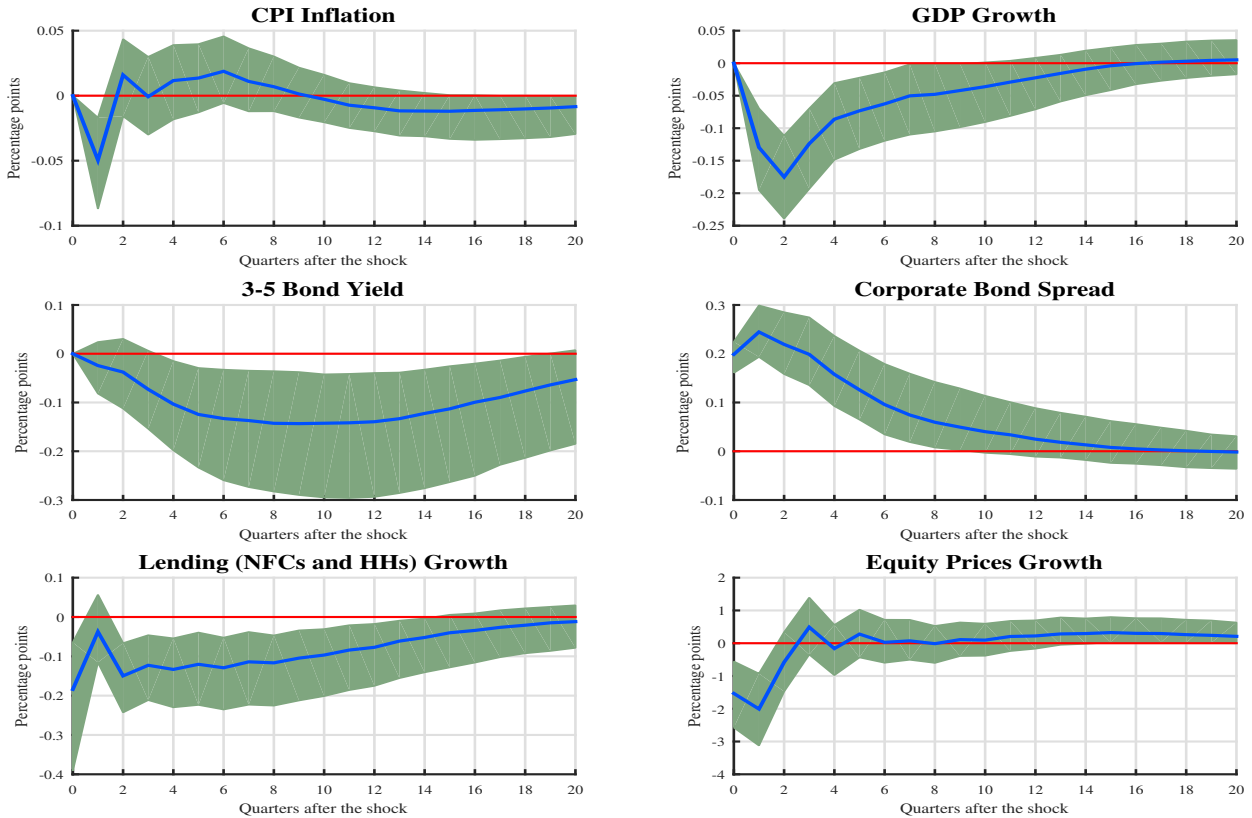 CPI Inflation
Percentage points
0.05
0
-0.05
-0.1
0 2 4 6 8 10 12 14 16 18 20
Quarters after the shock
GDP Growth
Percentage points
0.05
0
-0.05
-0.1
-0.15
-0.2
-0.25
0 2 4 6 8 10 12 14 16 18 20
Quarters after the shock
3-5 Bond Yield
Percentage points
0.1
0
-0.1
-0.2
-0.3
0 2 4 6 8 10 12 14 16 18 20
Quarters after the shock
Corporate Bond Spread
Percentage points
0.3
0.2
0.1
0
-0.1
0 2 4 6 8 10 12 14 16 18 20
Quarters after the shock
Lending (NFCs and HHs) Growth
Percentage points
0.1
0
-0.1
-0.2
-0.3
-0.4
0 2 4 6 8 10 12 14 16 18 20
Quarters after the shock
Equity Prices Growth
Percentage points
2
1
0
-1
-2
-3
-4
0 2 4 6 8 10 12 14 16 18 20
Quarters after the shock